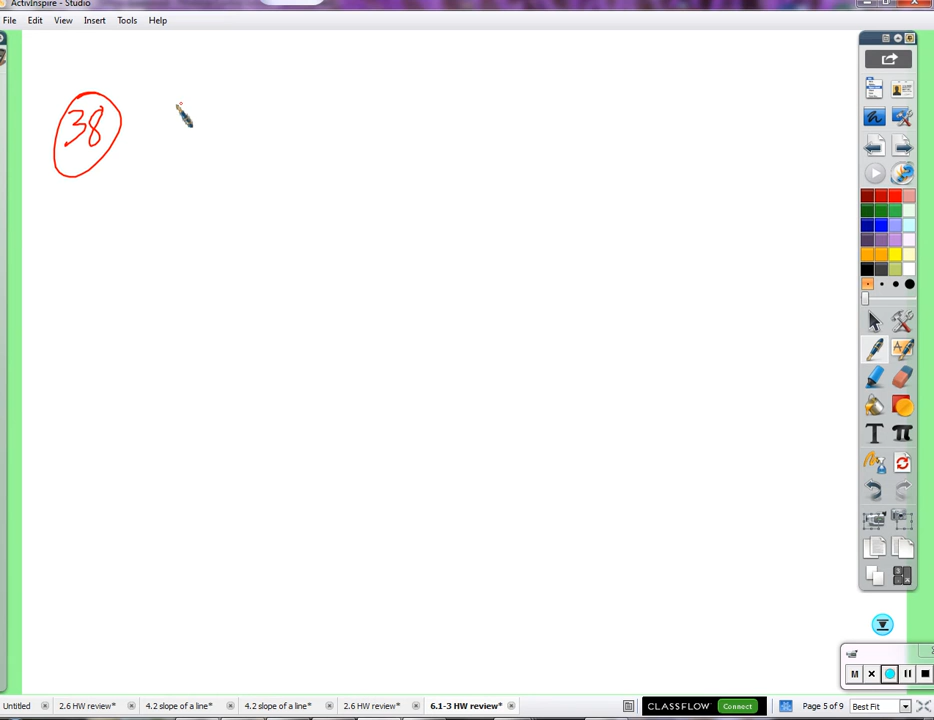 ActivInspire - Studio
File Edit View Insert Tools Help
38
Untitled 2.6 HW review* 4.2 slope of a line* 4.2 slope of a line* 2.6 HW review* 6.1-3 HW review* CLASSFLOW Connect Page 5 of 9 Best Fit
T π
M